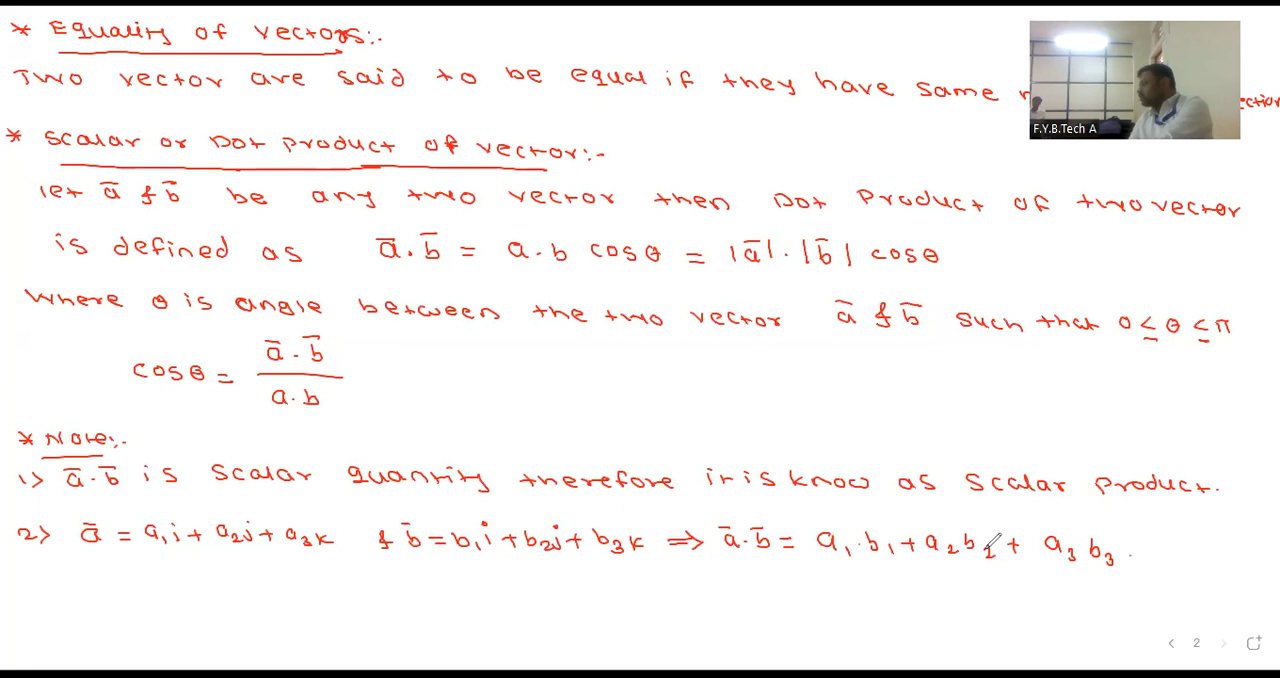 * Equality of vectors:-
Two vector are said to be equal if they have same
ection
F.Y.B.Tech A
* Scalar or Dot product of vector:-
let a̅ & b̅ be any two vector then Dot Product of two vector
is defined as a̅ . b̅ = a . b cosθ = |a̅| . |b̅| cosθ
Where θ is angle between the two vector a̅ & b̅ such that 0 ≤ θ ≤ π
cosθ = a̅ . b̅ / a . b
* Note:-
1> a̅ . b̅ is scalar quantity therefore it is know as scalar product.
2> a̅ = a₁i + a₂j + a₃k & b̅ = b₁i + b₂j + b₃k ⇒ a̅ . b̅ = a₁ . b₁ + a₂b₂ + a₃b₃ .
2